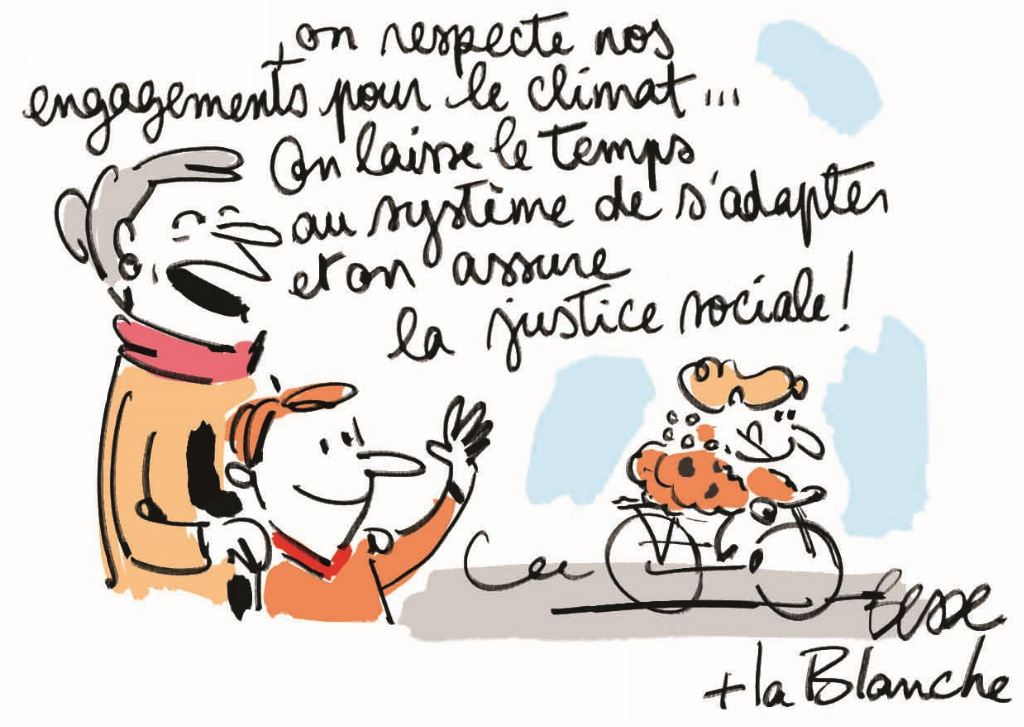 on respecte nos
engagements pour le climat...
On laisse le temps
au système de s'adapter
et on assure
la justice sociale !
Besse
+ la Blanche